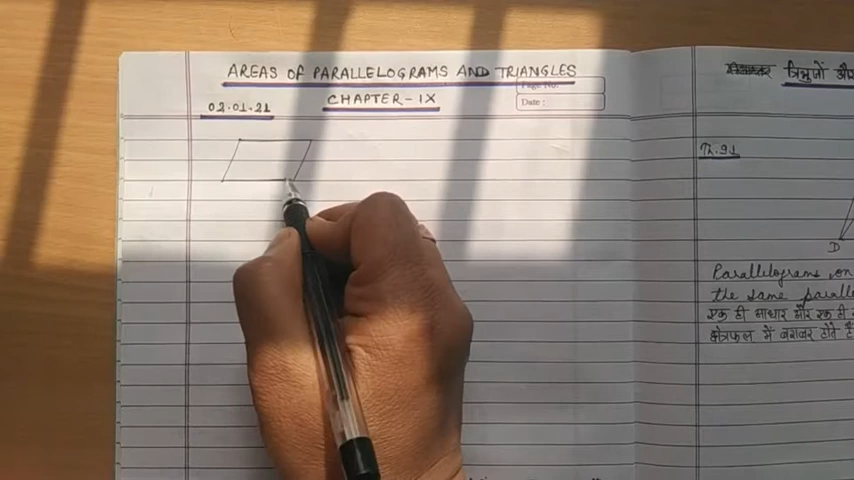 AREAS OF PARALLELOGRAMS AND TRIANGLES
CHAPTER-IX
Page No.
Date :
02.01.21
त्रिभुजों
Th. 9.1
D
Parallelograms on
the same parallel
एक ही आधार और एक ही
क्षेत्रफल में बराबर होते